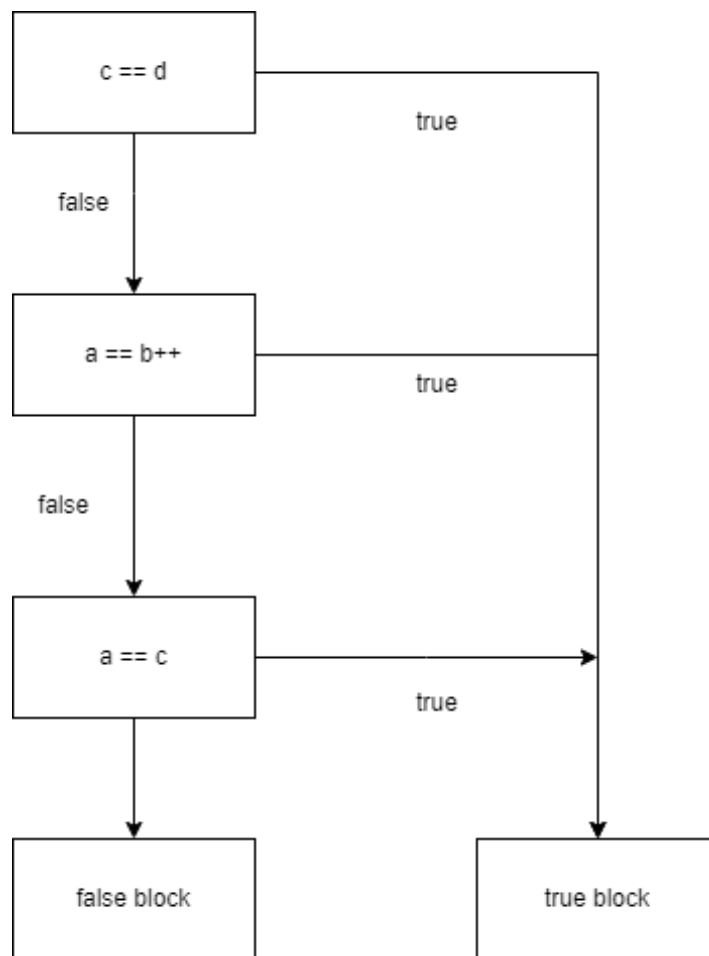 c == d
true
false
a == b++
true
false
a == c
true
false block
true block